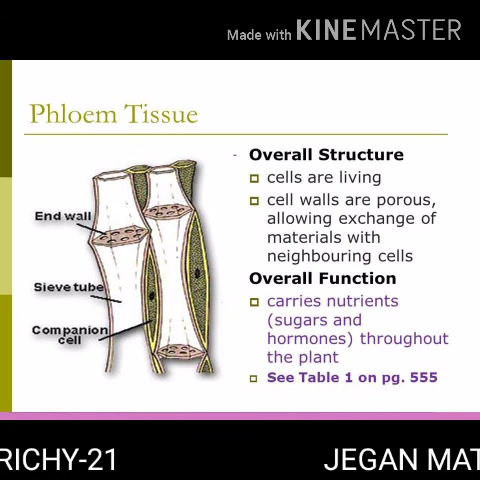 Made with KINEMASTER
Phloem Tissue
- Overall Structure
cells are living
cell walls are porous,
allowing exchange of
materials with
neighbouring cells
Overall Function
carries nutrients
(sugars and
hormones) throughout
the plant
See Table 1 on pg. 555
End wall
Sieve tube
Companion
cell
RICHY-21
JEGAN MAT